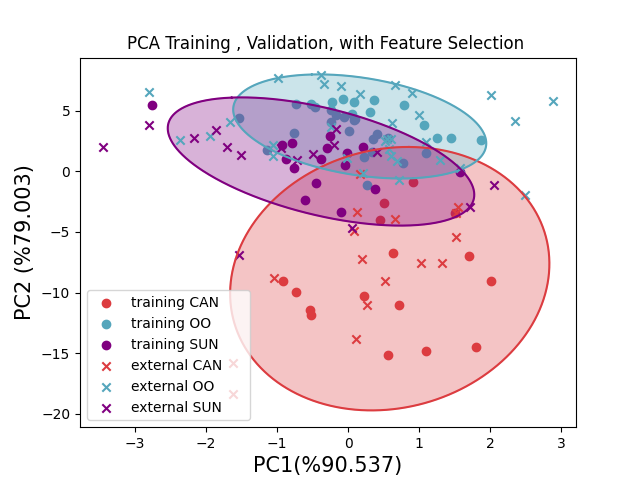 PCA Training , Validation, with Feature Selection
PC2 (%79.003)
5
0
−5
−10
−15
−20
training CAN
training OO
training SUN
external CAN
external OO
external SUN
−3
−2
−1
0
1
2
3
PC1(%90.537)